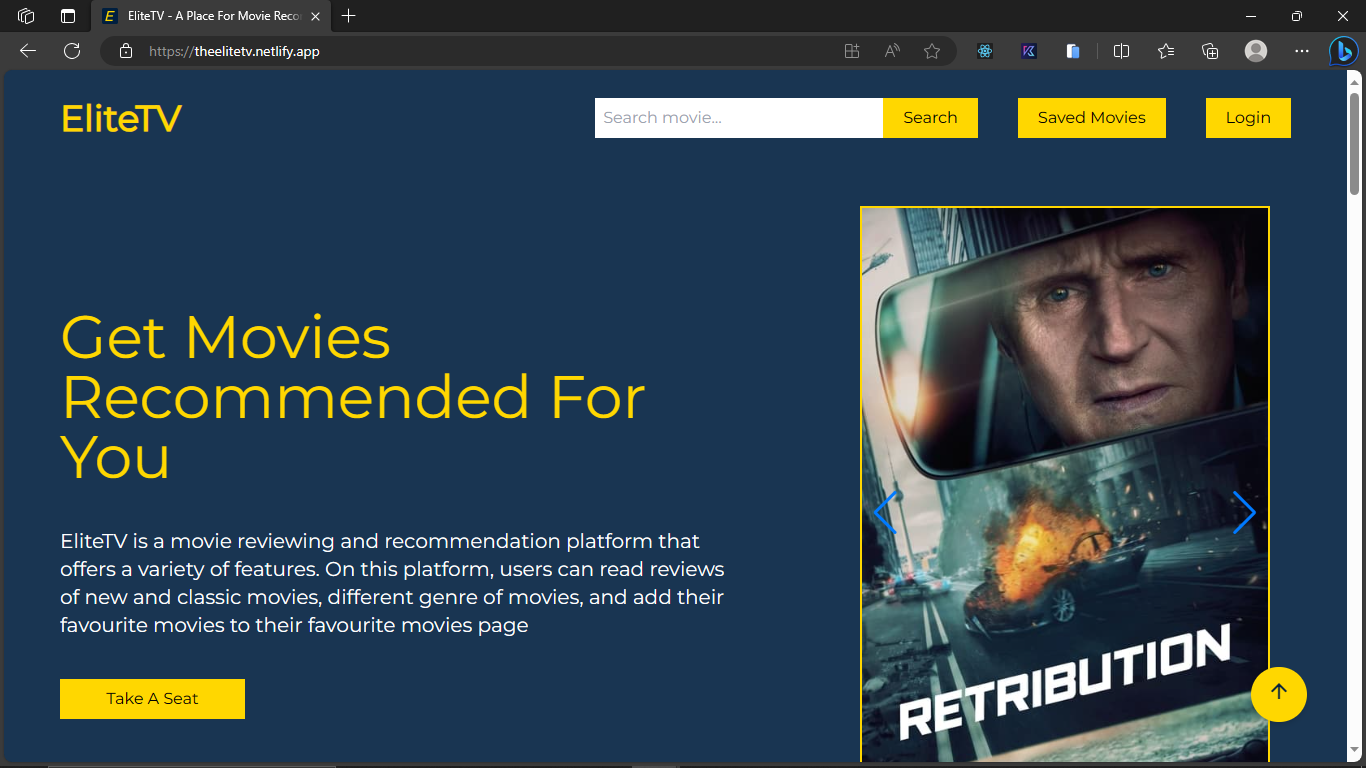 EliteTV - A Place For Movie Reco
https://theelitetv.netlify.app
EliteTV
Search movie...
Search
Saved Movies
Login
Get Movies
Recommended For
You
EliteTV is a movie reviewing and recommendation platform that
offers a variety of features. On this platform, users can read reviews
of new and classic movies, different genre of movies, and add their
favourite movies to their favourite movies page
Take A Seat
RETRIBUTION